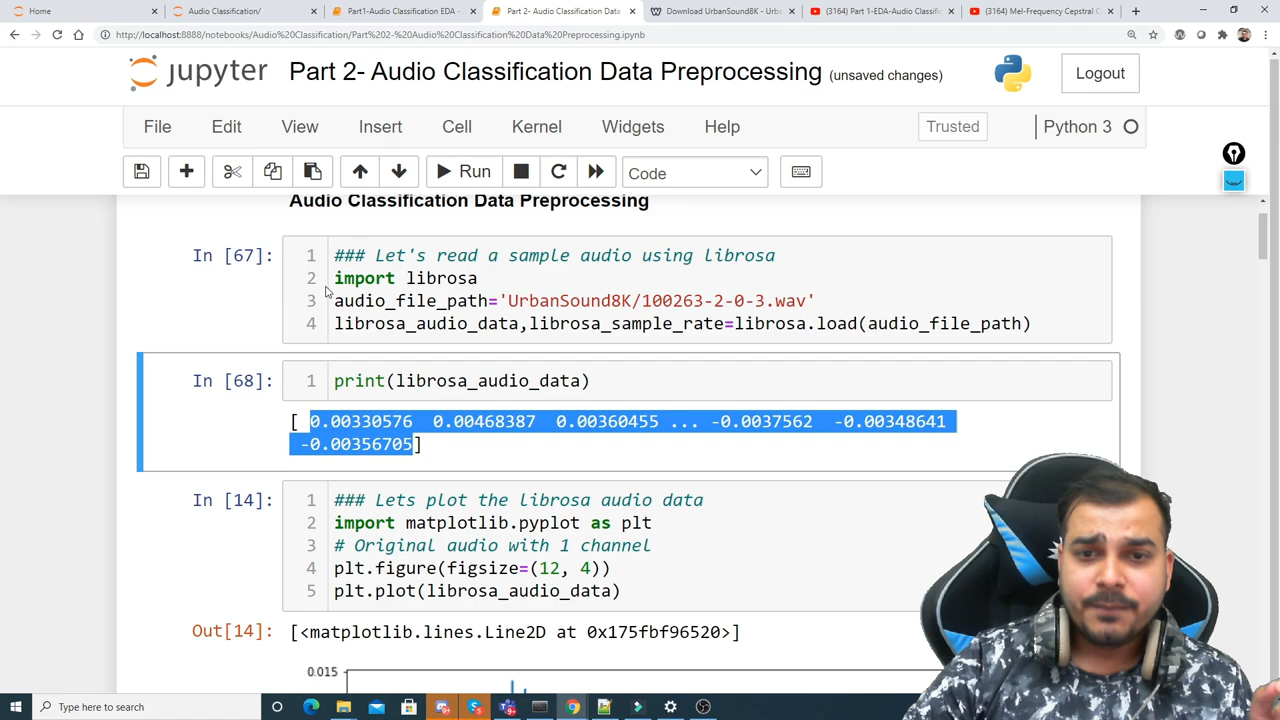 Home
Audio Classification/
Part1-Audio Classification EDA -
Part 2- Audio Classification Data
Download UrbanSound8K - Urb
(3164) Part 1-EDA-Audio Classifi
(3164) Mel-Frequency Cepstral C
http://localhost:8888/notebooks/Audio%20Classification/Part%202-%20Audio%20Classification%20Data%20Preprocessing.ipynb
jupyter Part 2- Audio Classification Data Preprocessing (unsaved changes) Logout
File Edit View Insert Cell Kernel Widgets Help Trusted Python 3
Run Code
Audio Classification Data Preprocessing
In [67]: 1 ### Let's read a sample audio using librosa
2 import librosa
3 audio_file_path='UrbanSound8K/100263-2-0-3.wav'
4 librosa_audio_data,librosa_sample_rate=librosa.load(audio_file_path)
In [68]: 1 print(librosa_audio_data)
[ 0.00330576 0.00468387 0.00360455 ... -0.0037562 -0.00348641
-0.00356705]
In [14]: 1 ### Lets plot the librosa audio data
2 import matplotlib.pyplot as plt
3 # Original audio with 1 channel
4 plt.figure(figsize=(12, 4))
5 plt.plot(librosa_audio_data)
Out[14]: [<matplotlib.lines.Line2D at 0x175fbf96520>]
0.015
Type here to search